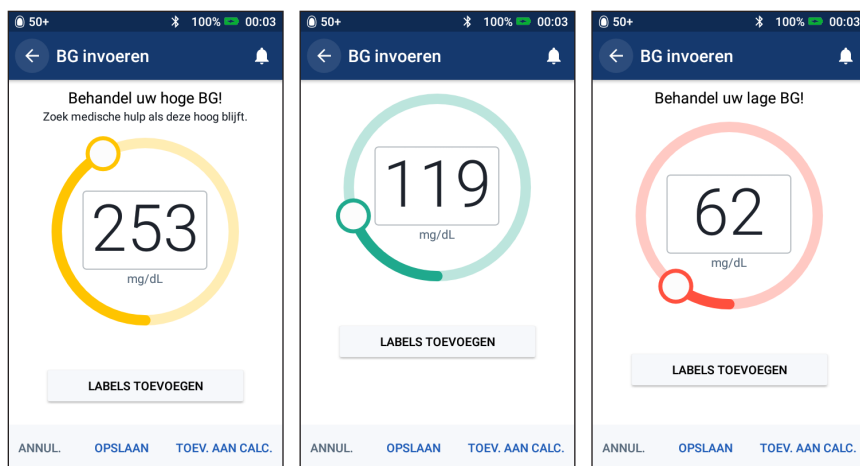 50+ 100% 00:03
BG invoeren
Behandel uw hoge BG!
Zoek medische hulp als deze hoog blijft.
253
mg/dL
LABELS TOEVOEGEN
ANNUL. OPSLAAN TOEV. AAN CALC.
50+ 100% 00:03
BG invoeren
119
mg/dL
LABELS TOEVOEGEN
ANNUL. OPSLAAN TOEV. AAN CALC.
50+ 100% 00:03
BG invoeren
Behandel uw lage BG!
62
mg/dL
LABELS TOEVOEGEN
ANNUL. OPSLAAN TOEV. AAN CALC.